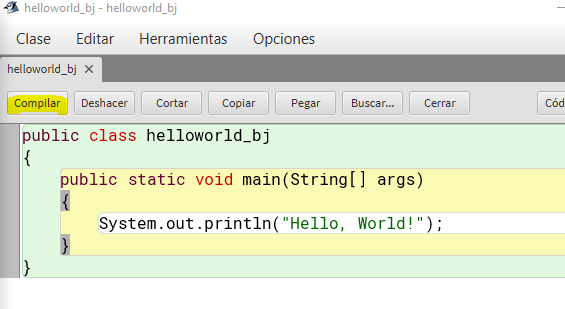 helloworld_bj - helloworld_bj
Clase Editar Herramientas Opciones
helloworld_bj ×
Compilar Deshacer Cortar Copiar Pegar Buscar... Cerrar Cód
public class helloworld_bj
{
public static void main(String[] args)
{
System.out.println("Hello, World!");
}
}